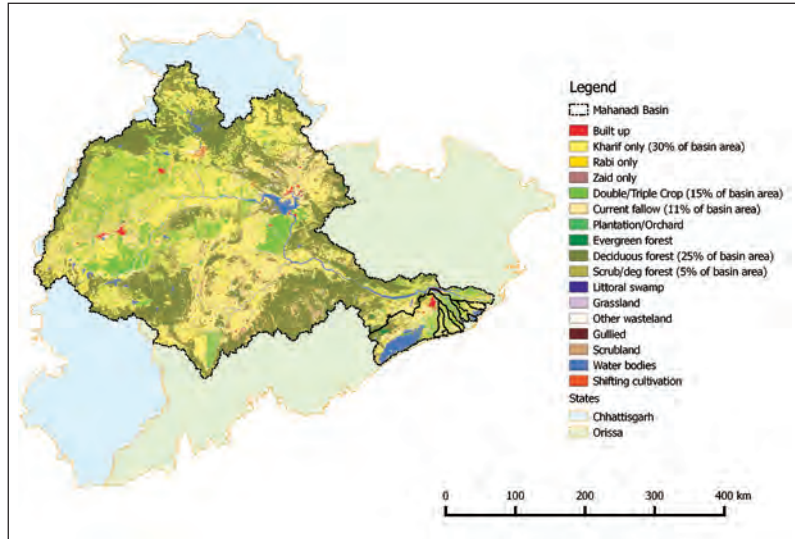 Legend
Mahanadi Basin
Built up
Kharif only (30% of basin area)
Rabi only
Zaid only
Double/Triple Crop (15% of basin area)
Current fallow (11% of basin area)
Plantation/Orchard
Evergreen forest
Deciduous forest (25% of basin area)
Scrub/deg forest (5% of basin area)
Littoral swamp
Grassland
Other wasteland
Gullied
Scrubland
Water bodies
Shifting cultivation
States
Chhattisgarh
Orissa
0 100 200 300 400 km